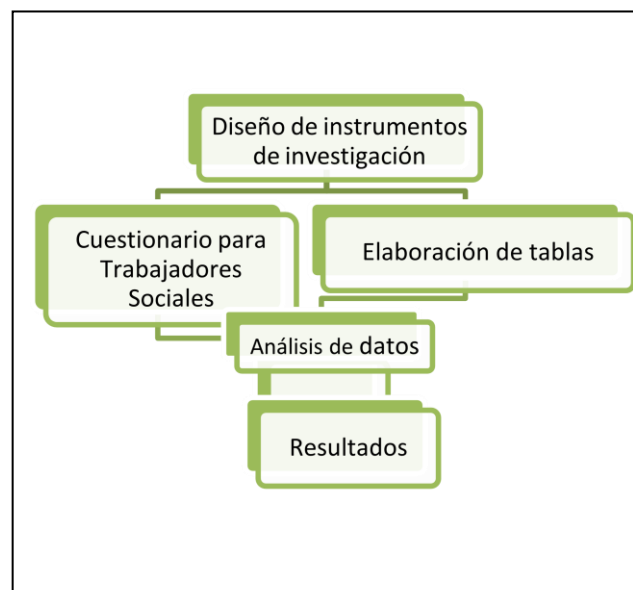 Diseño de instrumentos
de investigación
Cuestionario para
Trabajadores
Sociales
Elaboración de tablas
Análisis de datos
Resultados